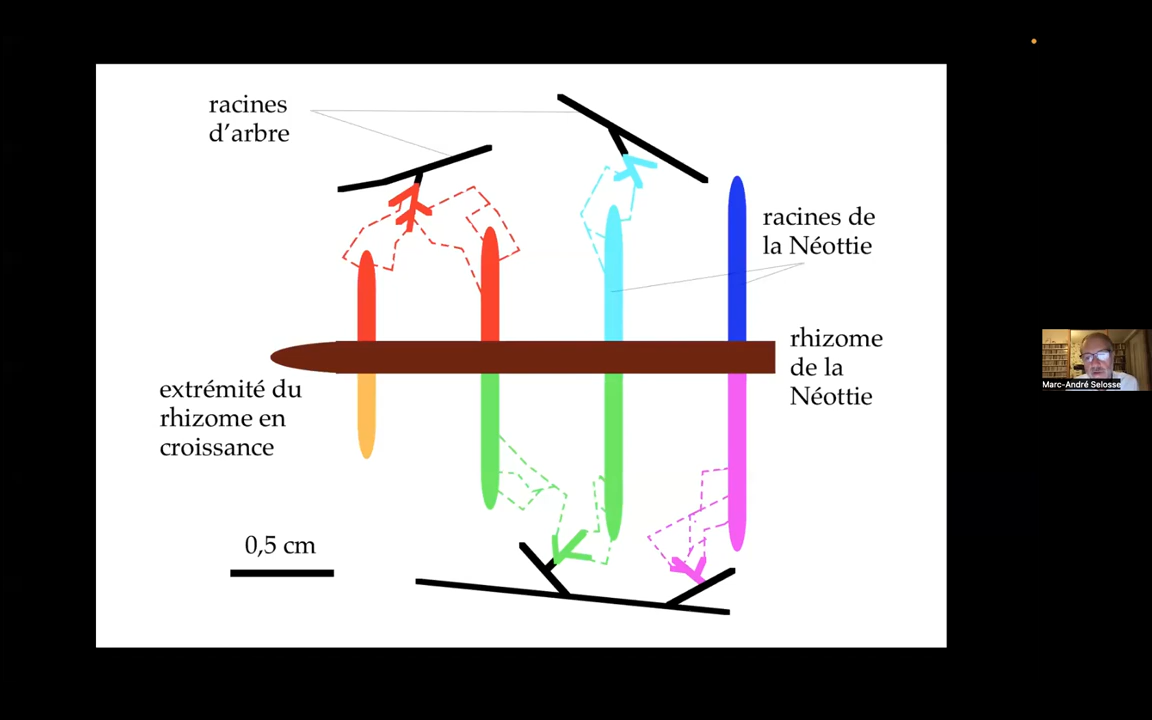 racines
d’arbre
racines de
la Néottie
rhizome
de la
Néottie
extrémité du
rhizome en
croissance
0,5 cm
Marc-André Selosse